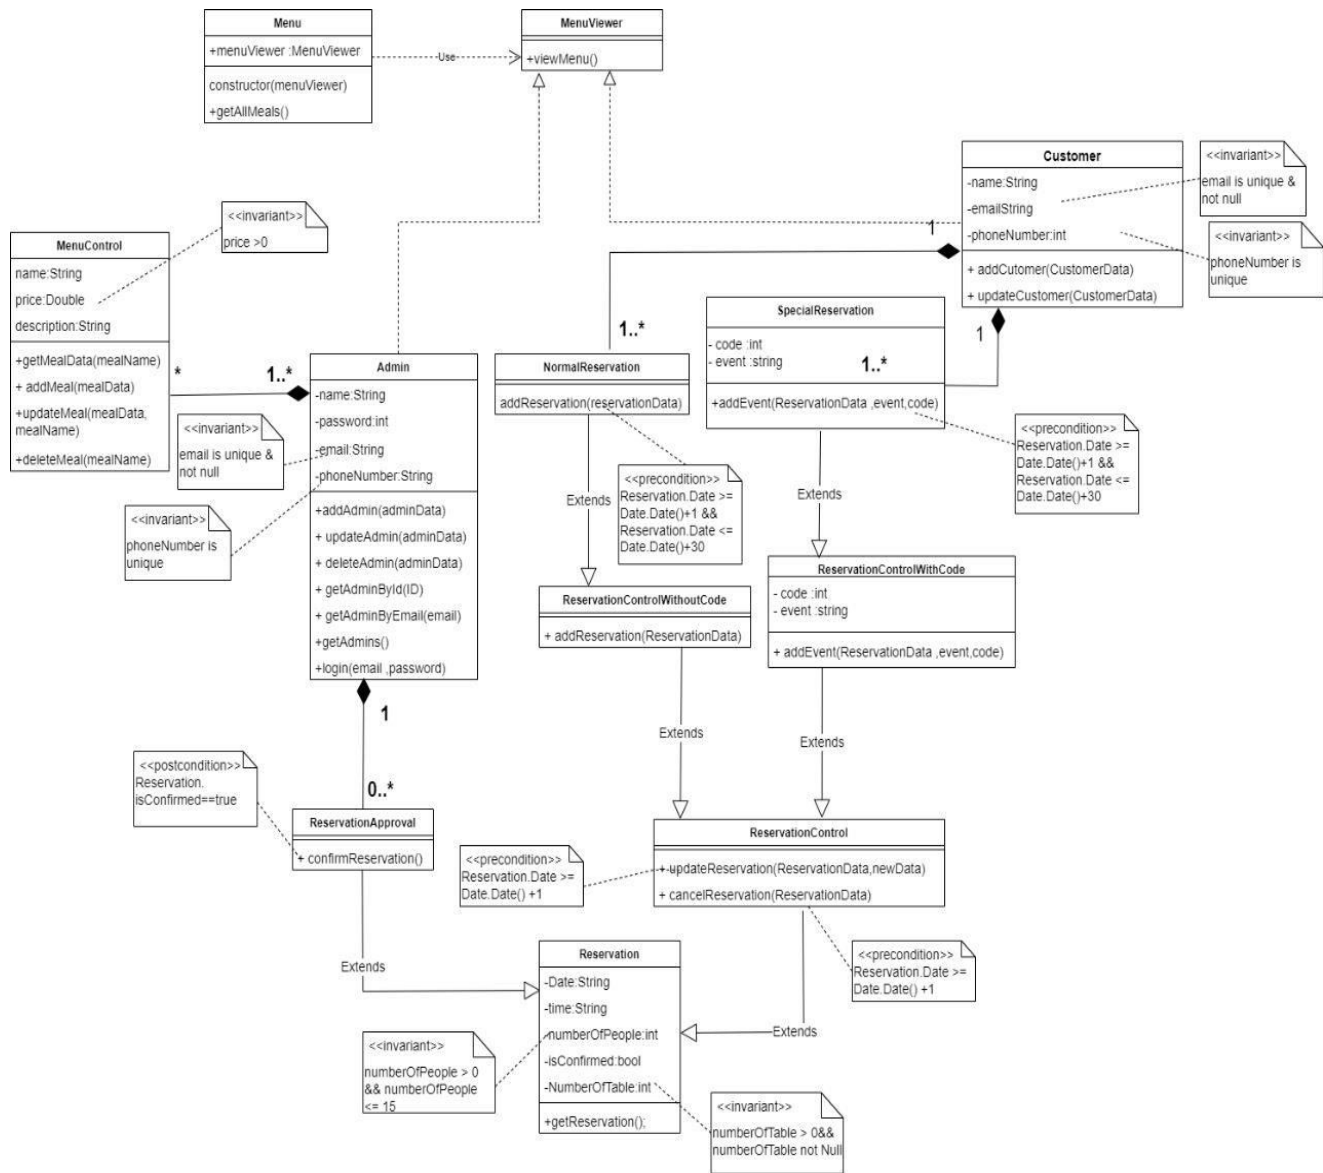 Menu
+menuViewer :MenuViewer
constructor(menuViewer)
+getAllMeals()
Use
MenuViewer
+viewMenu()
Customer
-name:String
-emailString
-phoneNumber:int
+ addCutomer(CustomerData)
+ updateCustomer(CustomerData)
<<invariant>>
email is unique &
not null
<<invariant>>
phoneNumber is
unique
<<invariant>>
price >0
MenuControl
name:String
price:Double
description:String
+getMealData(mealName)
+ addMeal(mealData)
+updateMeal(mealData,
mealName)
+deleteMeal(mealName)
*
1..*
Admin
-name:String
-password:int
-email:String
-phoneNumber:String
+addAdmin(adminData)
+ updateAdmin(adminData)
+ deleteAdmin(adminData)
+ getAdminById(ID)
+ getAdminByEmail(email)
+getAdmins()
+login(email ,password)
<<invariant>>
email is unique &
not null
<<invariant>>
phoneNumber is
unique
1
1..*
NormalReservation
addReservation(reservationData)
SpecialReservation
- code :int
- event :string
+addEvent(ReservationData ,event,code)
1
1..*
<<precondition>>
Reservation.Date >=
Date.Date()+1 &&
Reservation.Date <=
Date.Date()+30
<<precondition>>
Reservation.Date >=
Date.Date()+1 &&
Reservation.Date <=
Date.Date()+30
Extends
Extends
ReservationControlWithoutCode
+ addReservation(ReservationData)
ReservationControlWithCode
- code :int
- event :string
+ addEvent(ReservationData ,event,code)
Extends
Extends
1
0..*
<<postcondition>>
Reservation.
isConfirmed==true
ReservationApproval
+ confirmReservation()
ReservationControl
+ updateReservation(ReservationData,newData)
+ cancelReservation(ReservationData)
<<precondition>>
Reservation.Date >=
Date.Date() +1
<<precondition>>
Reservation.Date >=
Date.Date() +1
Extends
Extends
Reservation
-Date:String
-time:String
-numberOfPeople:int
-isConfirmed:bool
-NumberOfTable:int
+getReservation();
<<invariant>>
numberOfPeople > 0
&& numberOfPeople
<= 15
<<invariant>>
numberOfTable > 0&&
numberOfTable not Null